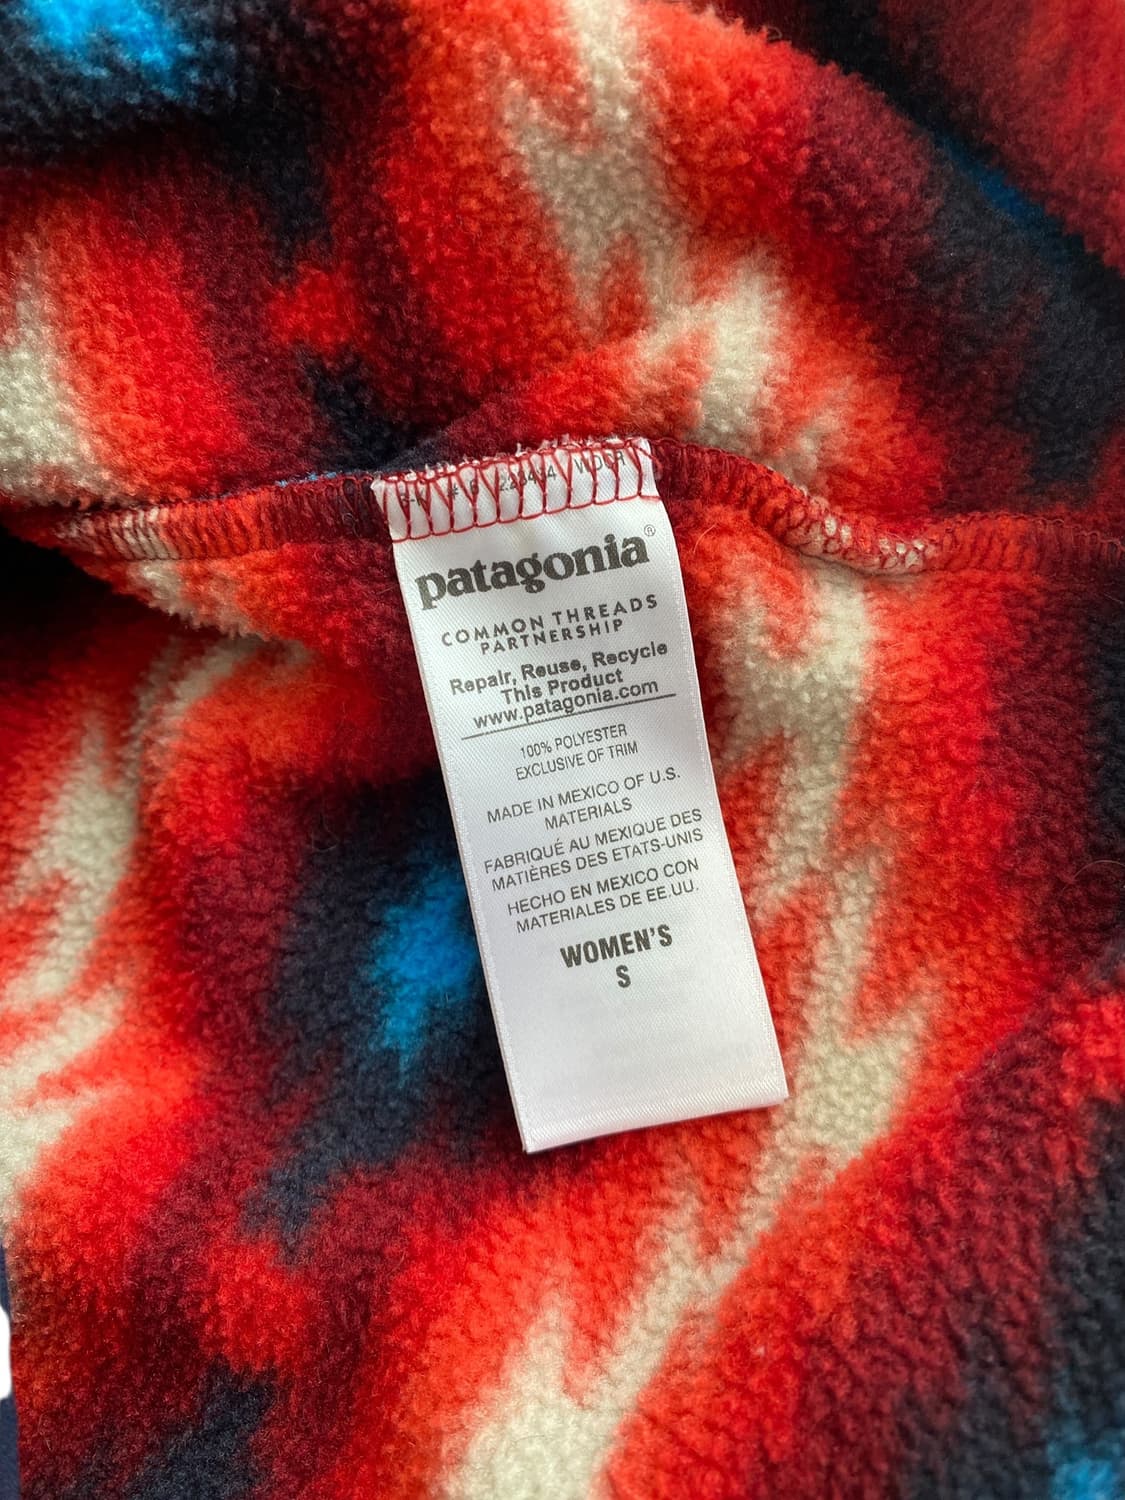 patagonia®
COMMON THREADS
PARTNERSHIP
Repair, Reuse, Recycle
This Product
www.patagonia.com
100% POLYESTER
EXCLUSIVE OF TRIM
MADE IN MEXICO OF U.S.
MATERIALS
FABRIQUÉ AU MEXIQUE DES
MATIÈRES DES ETATS-UNIS
HECHO EN MEXICO CON
MATERIALES DE EE.UU.
WOMEN'S
S